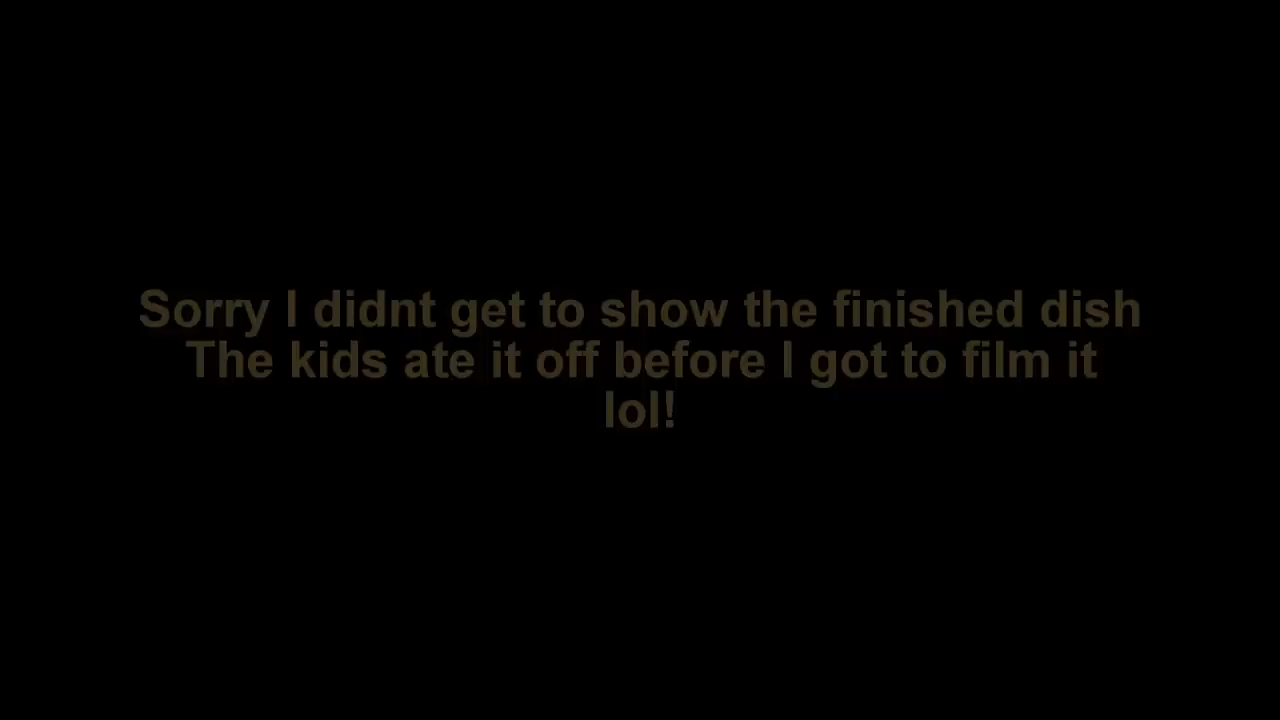 Sorry I didnt get to show the finished dish
The kids ate it off before I got to film it
lol!